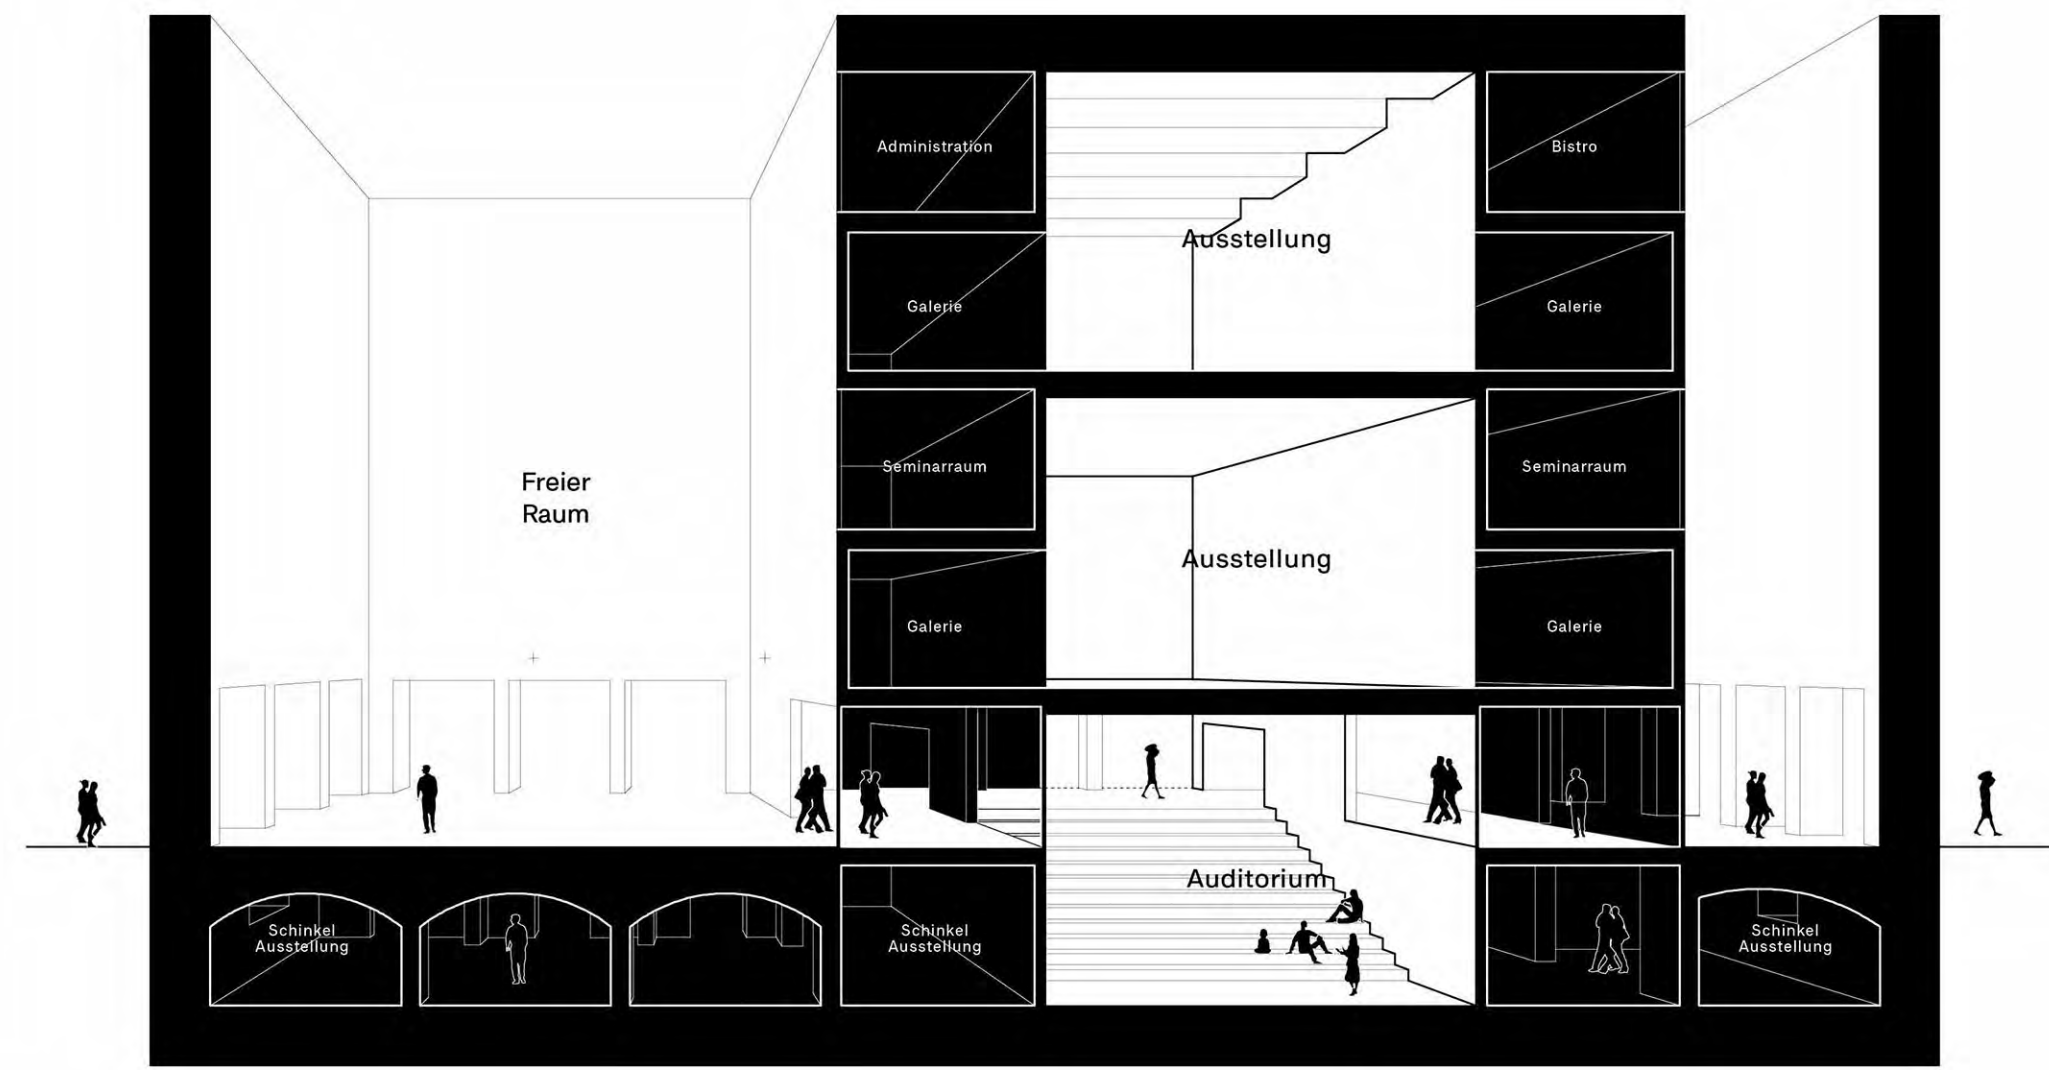 Administration
Bistro
Ausstellung
Galerie
Galerie
Seminarraum
Seminarraum
Freier
Raum
Ausstellung
Galerie
Galerie
Auditorium
Schinkel
Ausstellung
Schinkel
Ausstellung
Schinkel
Ausstellung